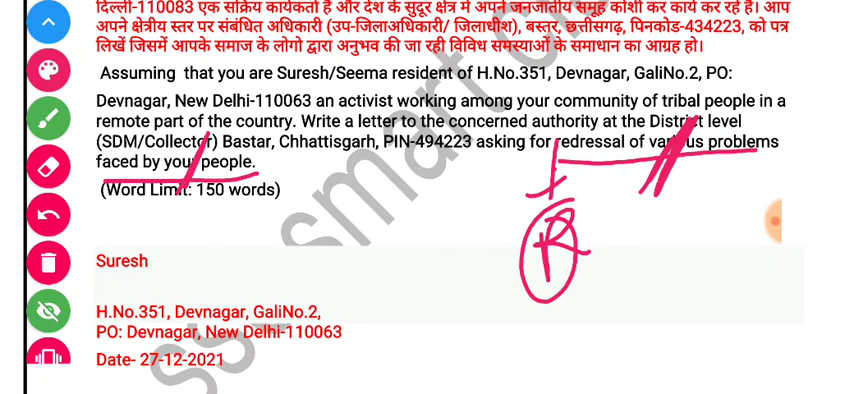 दिल्ली-110083 एक सक्रिय कार्यकर्ता है और देश के सुदूर क्षेत्र में अपने जनजातीय समूह कोशी कर कार्य कर रहे है। आप
अपने क्षेत्रीय स्तर पर संबंधित अधिकारी (उप-जिलाअधिकारी/ जिलाधीश), बस्तर, छत्तीसगढ़, पिनकोड-434223, को पत्र
लिखें जिसमें आपके समाज के लोगो द्वारा अनुभव की जा रही विविध समस्याओं के समाधान का आग्रह हो।
Assuming that you are Suresh/Seema resident of H.No.351, Devnagar, GaliNo.2, PO:
Devnagar, New Delhi-110063 an activist working among your community of tribal people in a
remote part of the country. Write a letter to the concerned authority at the District level
(SDM/Collector) Bastar, Chhattisgarh, PIN-494223 asking for redressal of various problems
faced by your people.
(Word Limit: 150 words)
R
Suresh
H.No.351, Devnagar, GaliNo.2,
PO: Devnagar, New Delhi-110063
Date- 27-12-2021